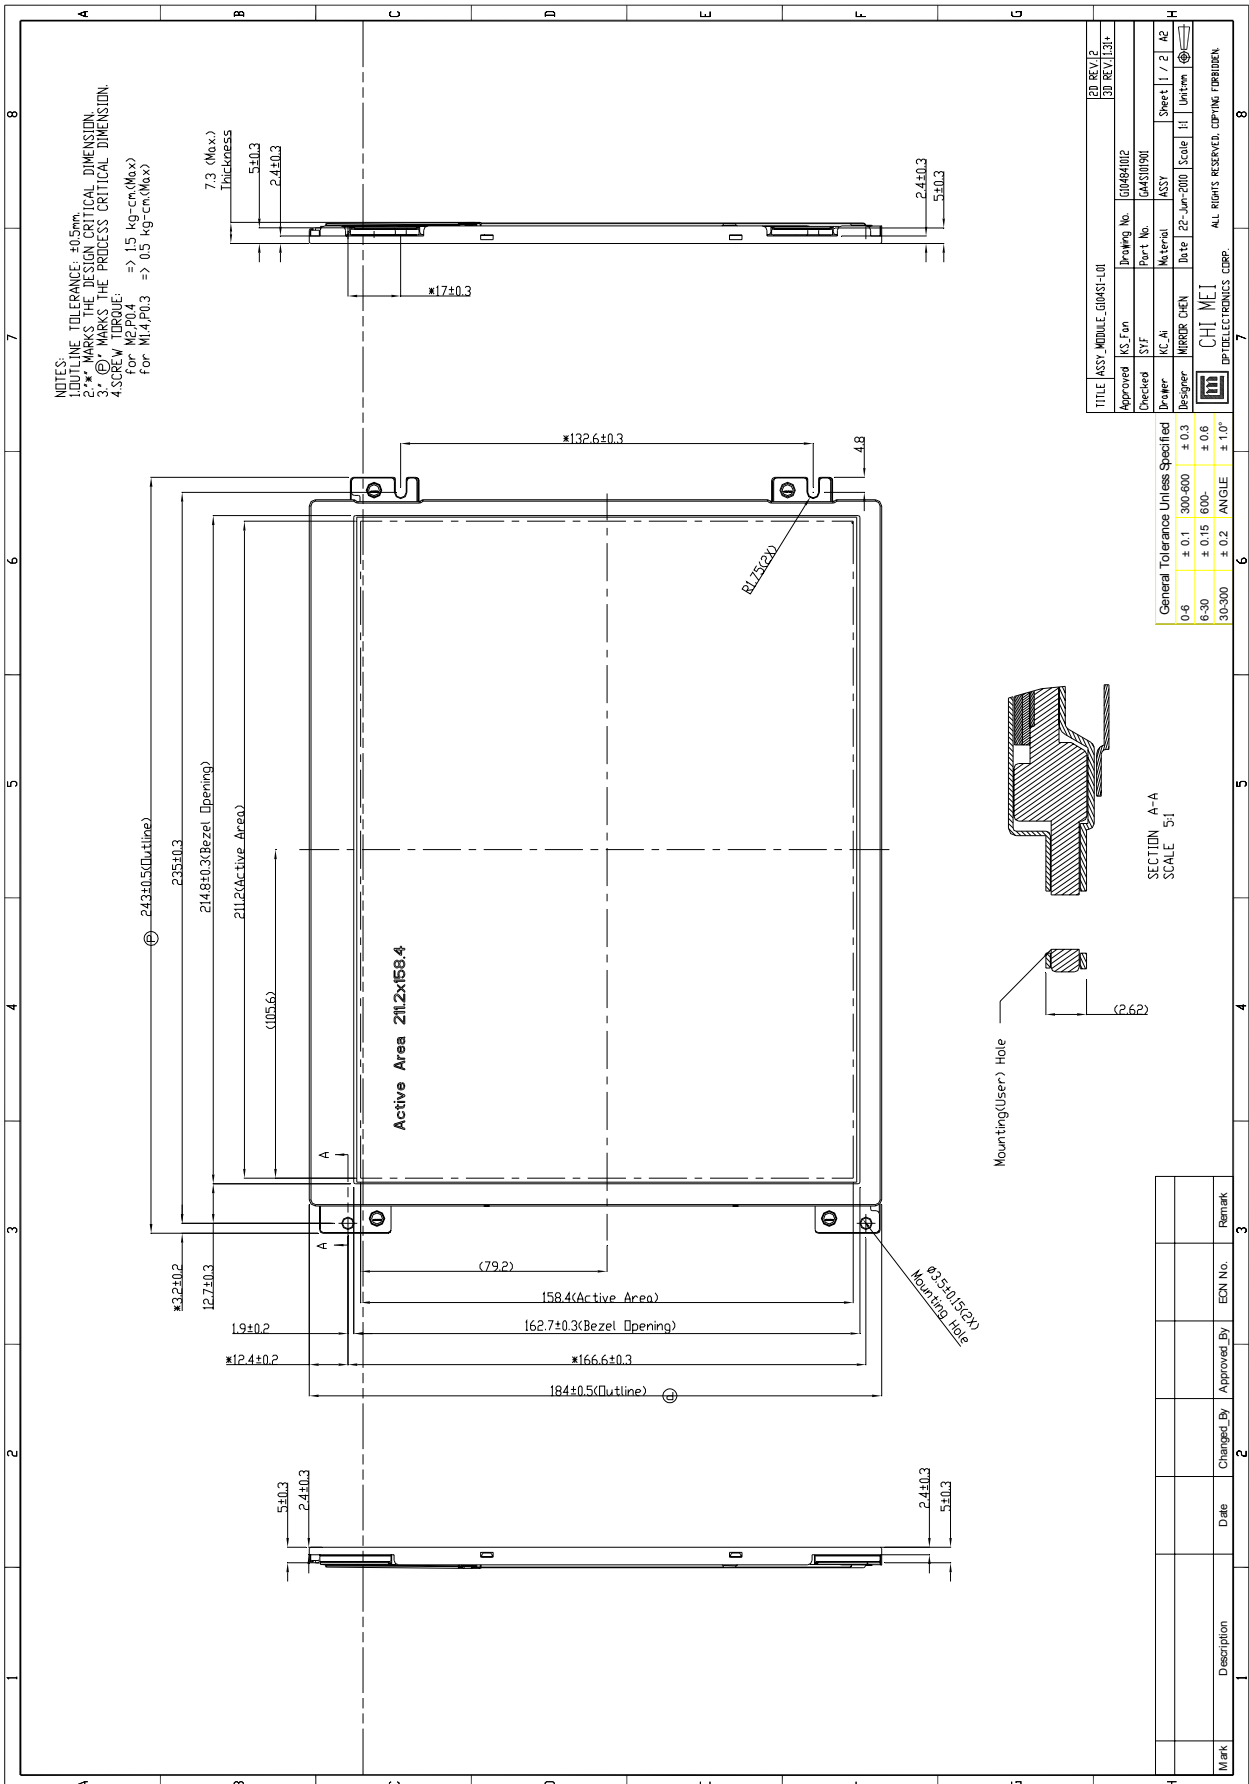 NOTES:
1.OUTLINE TOLERANCE: ±0.5mm.
2."*" MARKS THE DESIGN CRITICAL DIMENSION.
3." Ⓟ" MARKS THE PROCESS CRITICAL DIMENSION.
4.SCREW TORQUE:
for M2,P0.4 => 1.5 kg-cm(Max)
for M1.4,P0.3 => 0.5 kg-cm(Max)
Ⓟ 243±0.5(Outline)
235±0.3
214.8±0.3(Bezel Opening)
211.2(Active Area)
(105.6)
*3.2±0.2
12.7±0.3
1.9±0.2
*12.4±0.2
Active Area 211.2x158.4
A
A
(79.2)
158.4(Active Area)
162.7±0.3(Bezel Opening)
*166.6±0.3
184±0.5(Outline) Ⓟ
Ø3.5±0.15(2X)
Mounting Hole
*132.6±0.3
4.8
R1.75(2X)
7.3 (Max.)
Thickness
5±0.3
2.4±0.3
*17±0.3
2.4±0.3
5±0.3
5±0.3
2.4±0.3
2.4±0.3
5±0.3
Mounting(User) Hole
(2.62)
SECTION A-A
SCALE 5:1
General Tolerance Unless Specified
0-6 ± 0.1 300-600 ± 0.3
6-30 ± 0.15 600- ± 0.6
30-300 ± 0.2 ANGLE ± 1.0°
TITLE ASSY_MODULE_G104S1-L01 2D REV. 2
3D REV. 1.31+
Approved KS_Fan Drawing No. G104841012
Checked SYF Part No. GA4S101901
Drawer KC_Ai Material ASSY Sheet 1 / 2 A2
Designer MIRROR CHEN Date 22-Jun-2010 Scale 1:1 Unit:mm
CHI MEI
OPTOELECTRONICS CORP. ALL RIGHTS RESERVED, COPYING FORBIDDEN.
Mark Description Date Changed_By Approved_By ECN No. Remark
1 2 3 4 5 6 7 8
1 2 3 4 5 6 7 8
A B C D E F G H